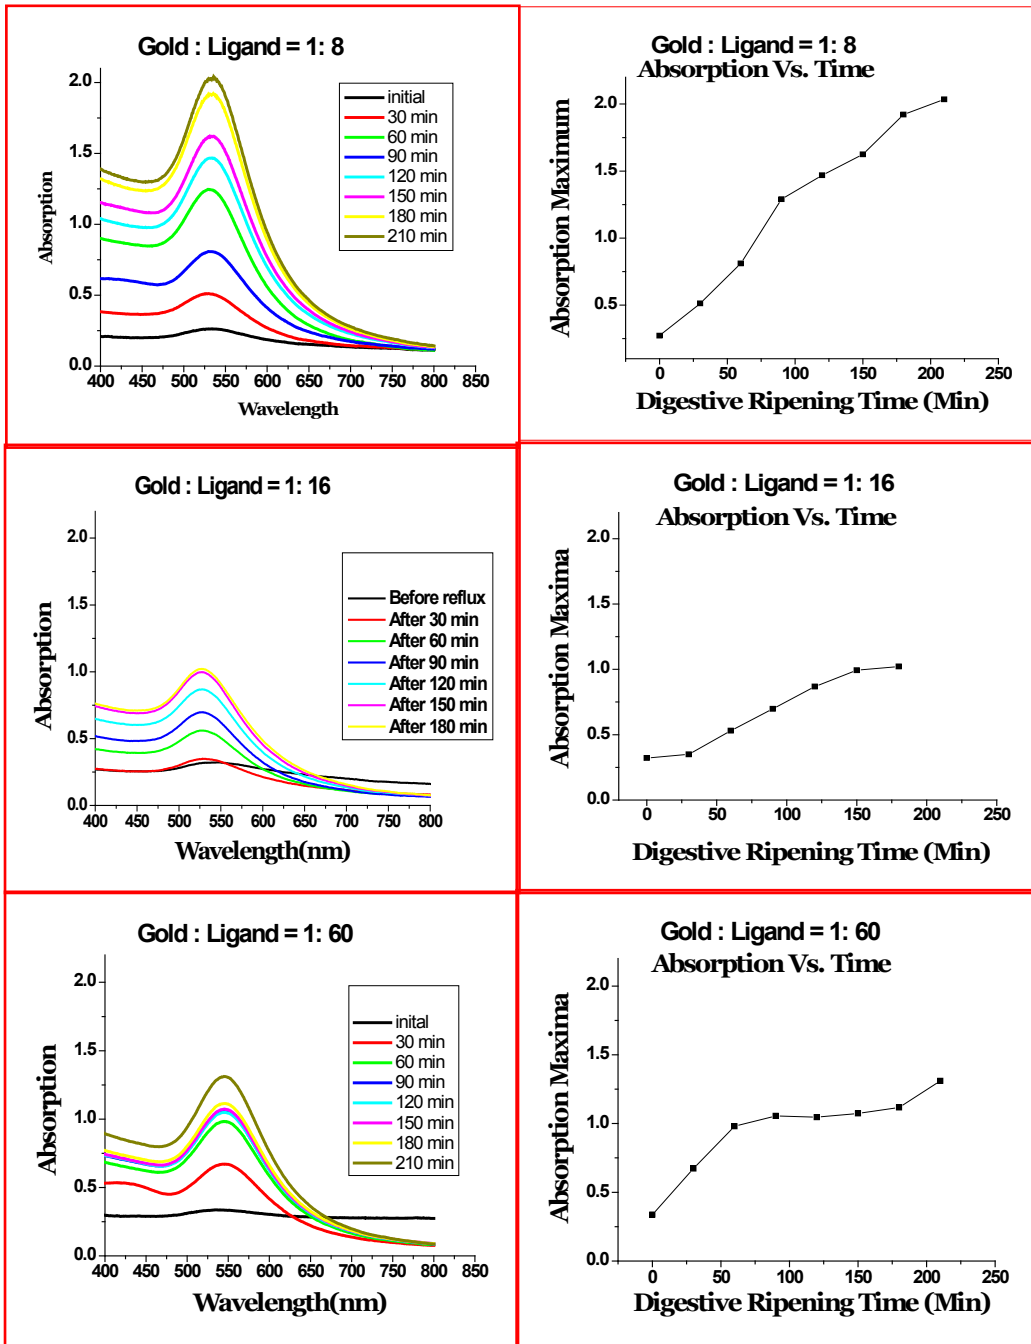 Gold : Ligand = 1: 8
2.0
1.5
1.0
0.5
0.0
Absorption
initial
30 min
60 min
90 min
120 min
150 min
180 min
210 min
400 450 500 550 600 650 700 750 800 850
Wavelength
Gold : Ligand = 1: 8
Absorption Vs. Time
2.0
1.5
1.0
0.5
Absorption Maximum
0 50 100 150 200 250
Digestive Ripening Time (Min)
Gold : Ligand = 1: 16
2.0
1.5
1.0
0.5
0.0
Absorption
Before reflux
After 30 min
After 60 min
After 90 min
After 120 min
After 150 min
After 180 min
400 450 500 550 600 650 700 750 800
Wavelength(nm)
Gold : Ligand = 1: 16
Absorption Vs. Time
2.0
1.5
1.0
0.5
0.0
Absorption Maxima
0 50 100 150 200 250
Digestive Ripening Time (Min)
Gold : Ligand = 1: 60
2.0
1.5
1.0
0.5
0.0
Absorption
inital
30 min
60 min
90 min
120 min
150 min
180 min
210 min
400 450 500 550 600 650 700 750 800 850
Wavelength(nm)
Gold : Ligand = 1: 60
Absorption Vs. Time
2.0
1.5
1.0
0.5
0.0
Absorption Maxima
0 50 100 150 200 250
Digestive Ripening Time (Min)